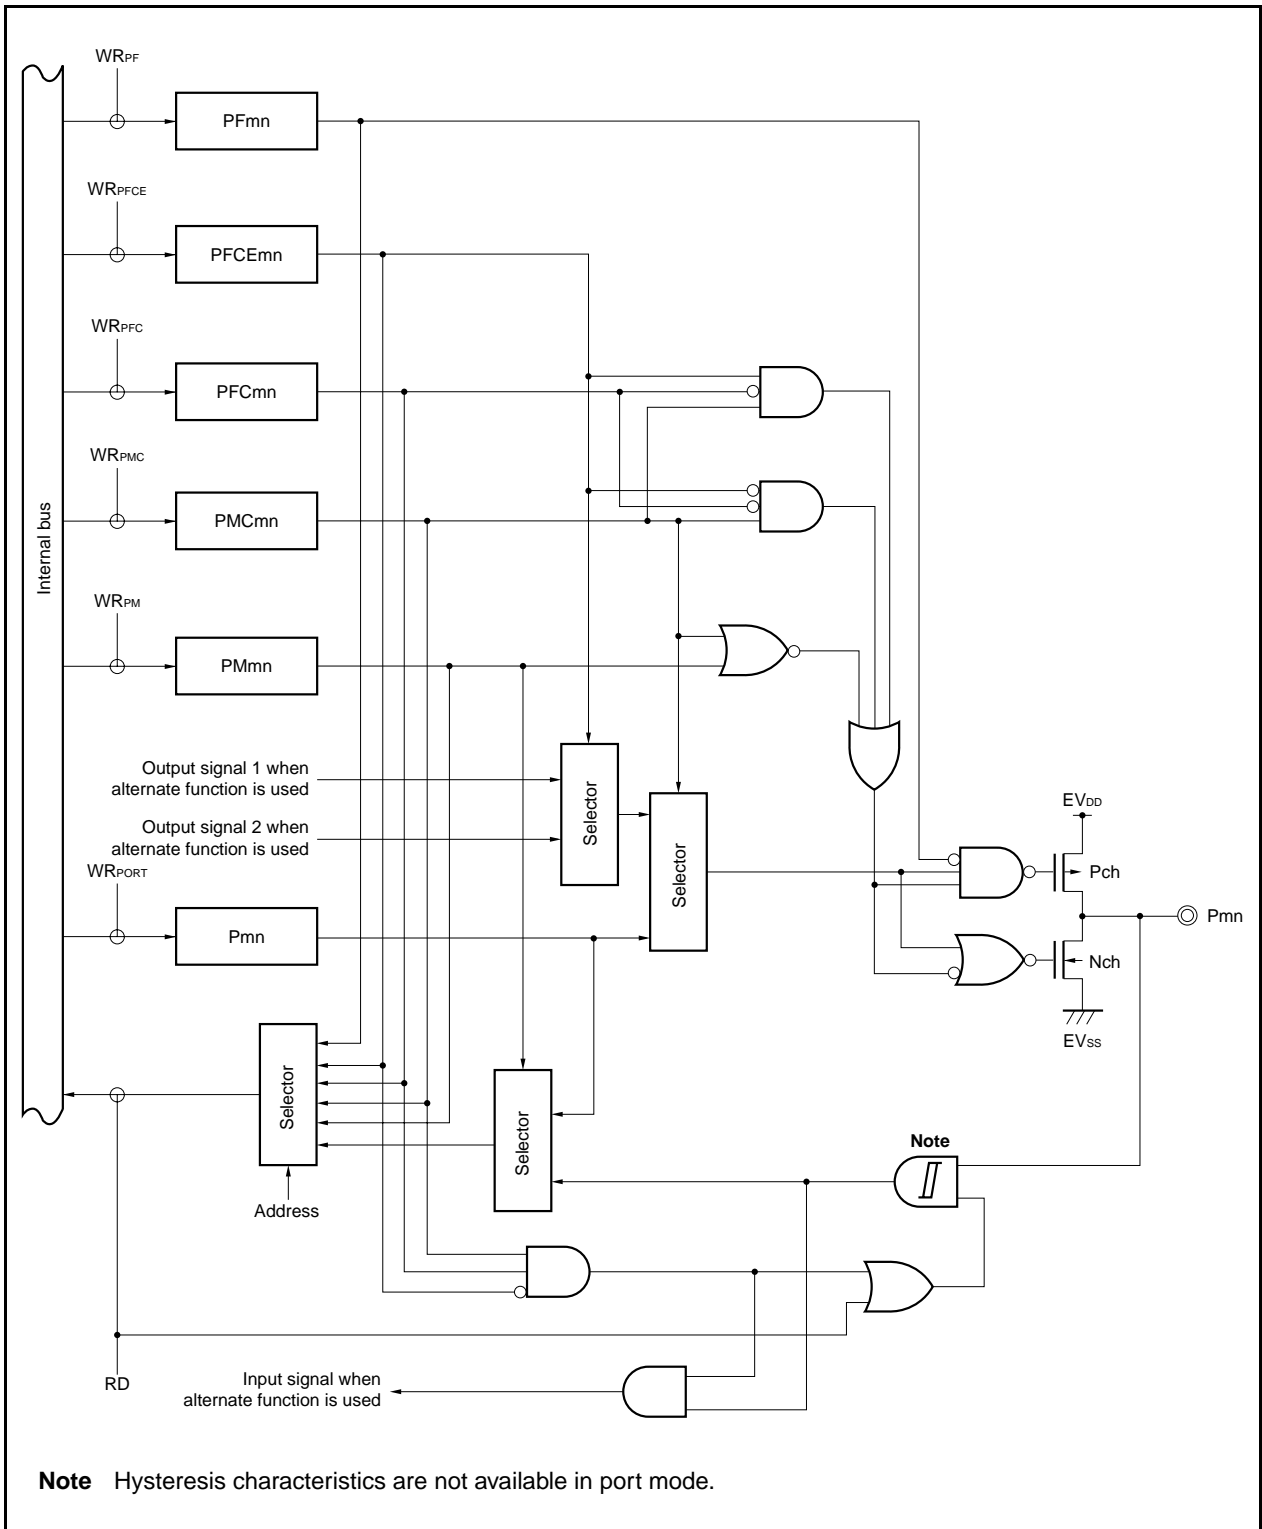 WRPF
PFmn
WRPFCE
PFCEmn
WRPFC
PFCmn
WRPMC
PMCmn
Internal bus
WRPM
PMmn
Output signal 1 when
alternate function is used
Output signal 2 when
alternate function is used
Selector
Selector
WRPORT
Pmn
EVDD
Pch
Pmn
Nch
EVSS
Selector
Selector
Address
Note
RD
Input signal when
alternate function is used
Note Hysteresis characteristics are not available in port mode.